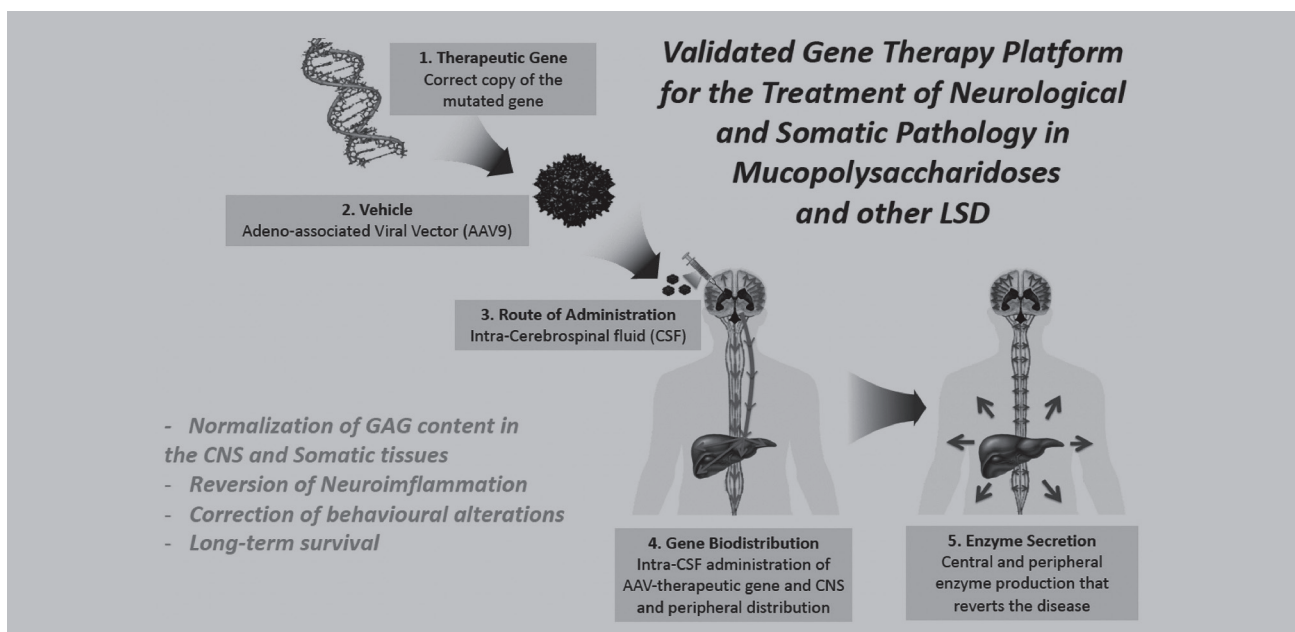 1. Therapeutic Gene
Correct copy of the
mutated gene
Validated Gene Therapy Platform
for the Treatment of Neurological
and Somatic Pathology in
Mucopolysaccharidoses
and other LSD
2. Vehicle
Adeno-associated Viral Vector (AAV9)
3. Route of Administration
Intra-Cerebrospinal fluid (CSF)
- Normalization of GAG content in
the CNS and Somatic tissues
- Reversion of Neuroimflammation
- Correction of behavioural alterations
- Long-term survival
4. Gene Biodistribution
Intra-CSF administration of
AAV-therapeutic gene and CNS
and peripheral distribution
5. Enzyme Secretion
Central and peripheral
enzyme production that
reverts the disease